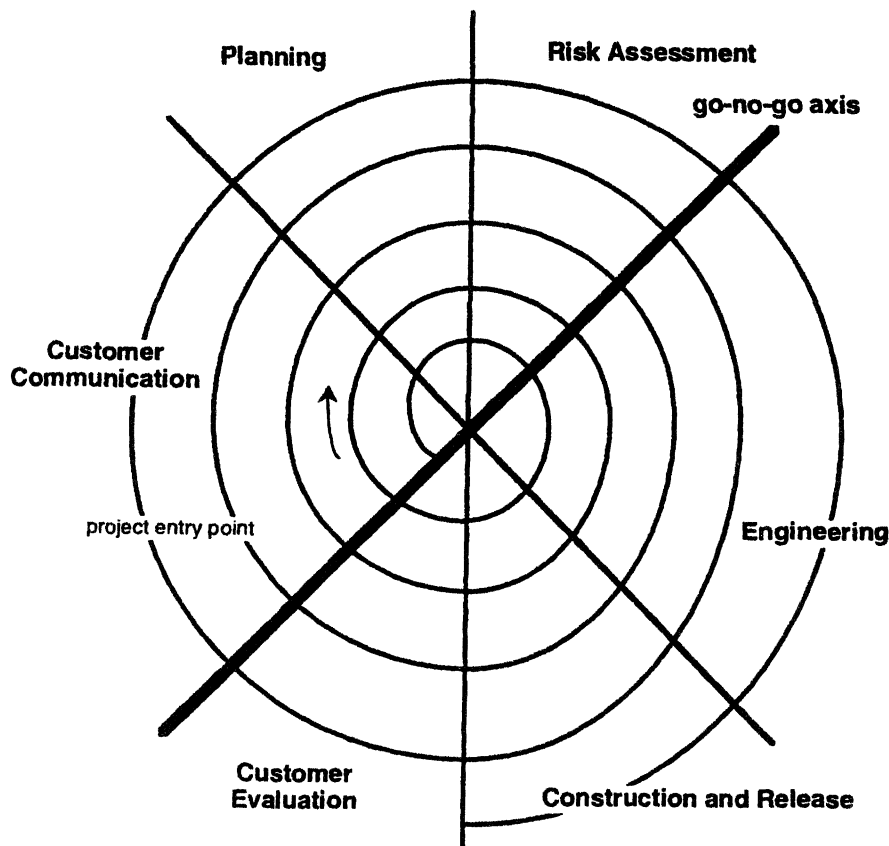 Planning
Risk Assessment
go-no-go axis
Customer
Communication
project entry point
Engineering
Customer
Evaluation
Construction and Release